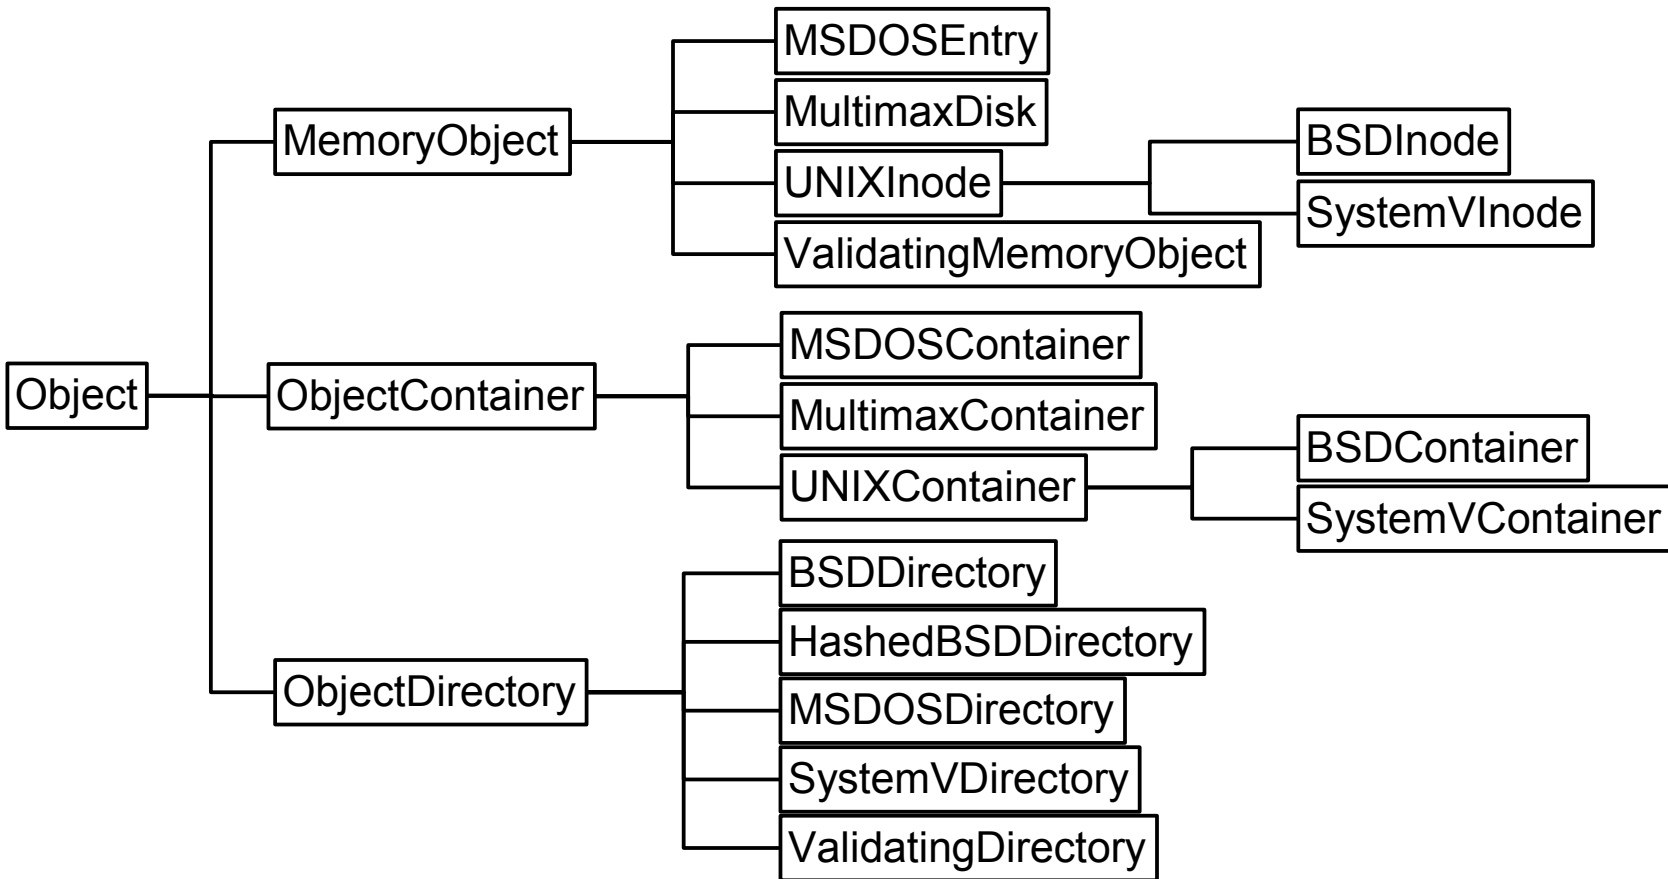 Object
MemoryObject
MSDOSEntry
MultimaxDisk
UNIXInode
BSDInode
SystemVInode
ValidatingMemoryObject
ObjectContainer
MSDOSContainer
MultimaxContainer
UNIXContainer
BSDContainer
SystemVContainer
ObjectDirectory
BSDDirectory
HashedBSDDirectory
MSDOSDirectory
SystemVDirectory
ValidatingDirectory